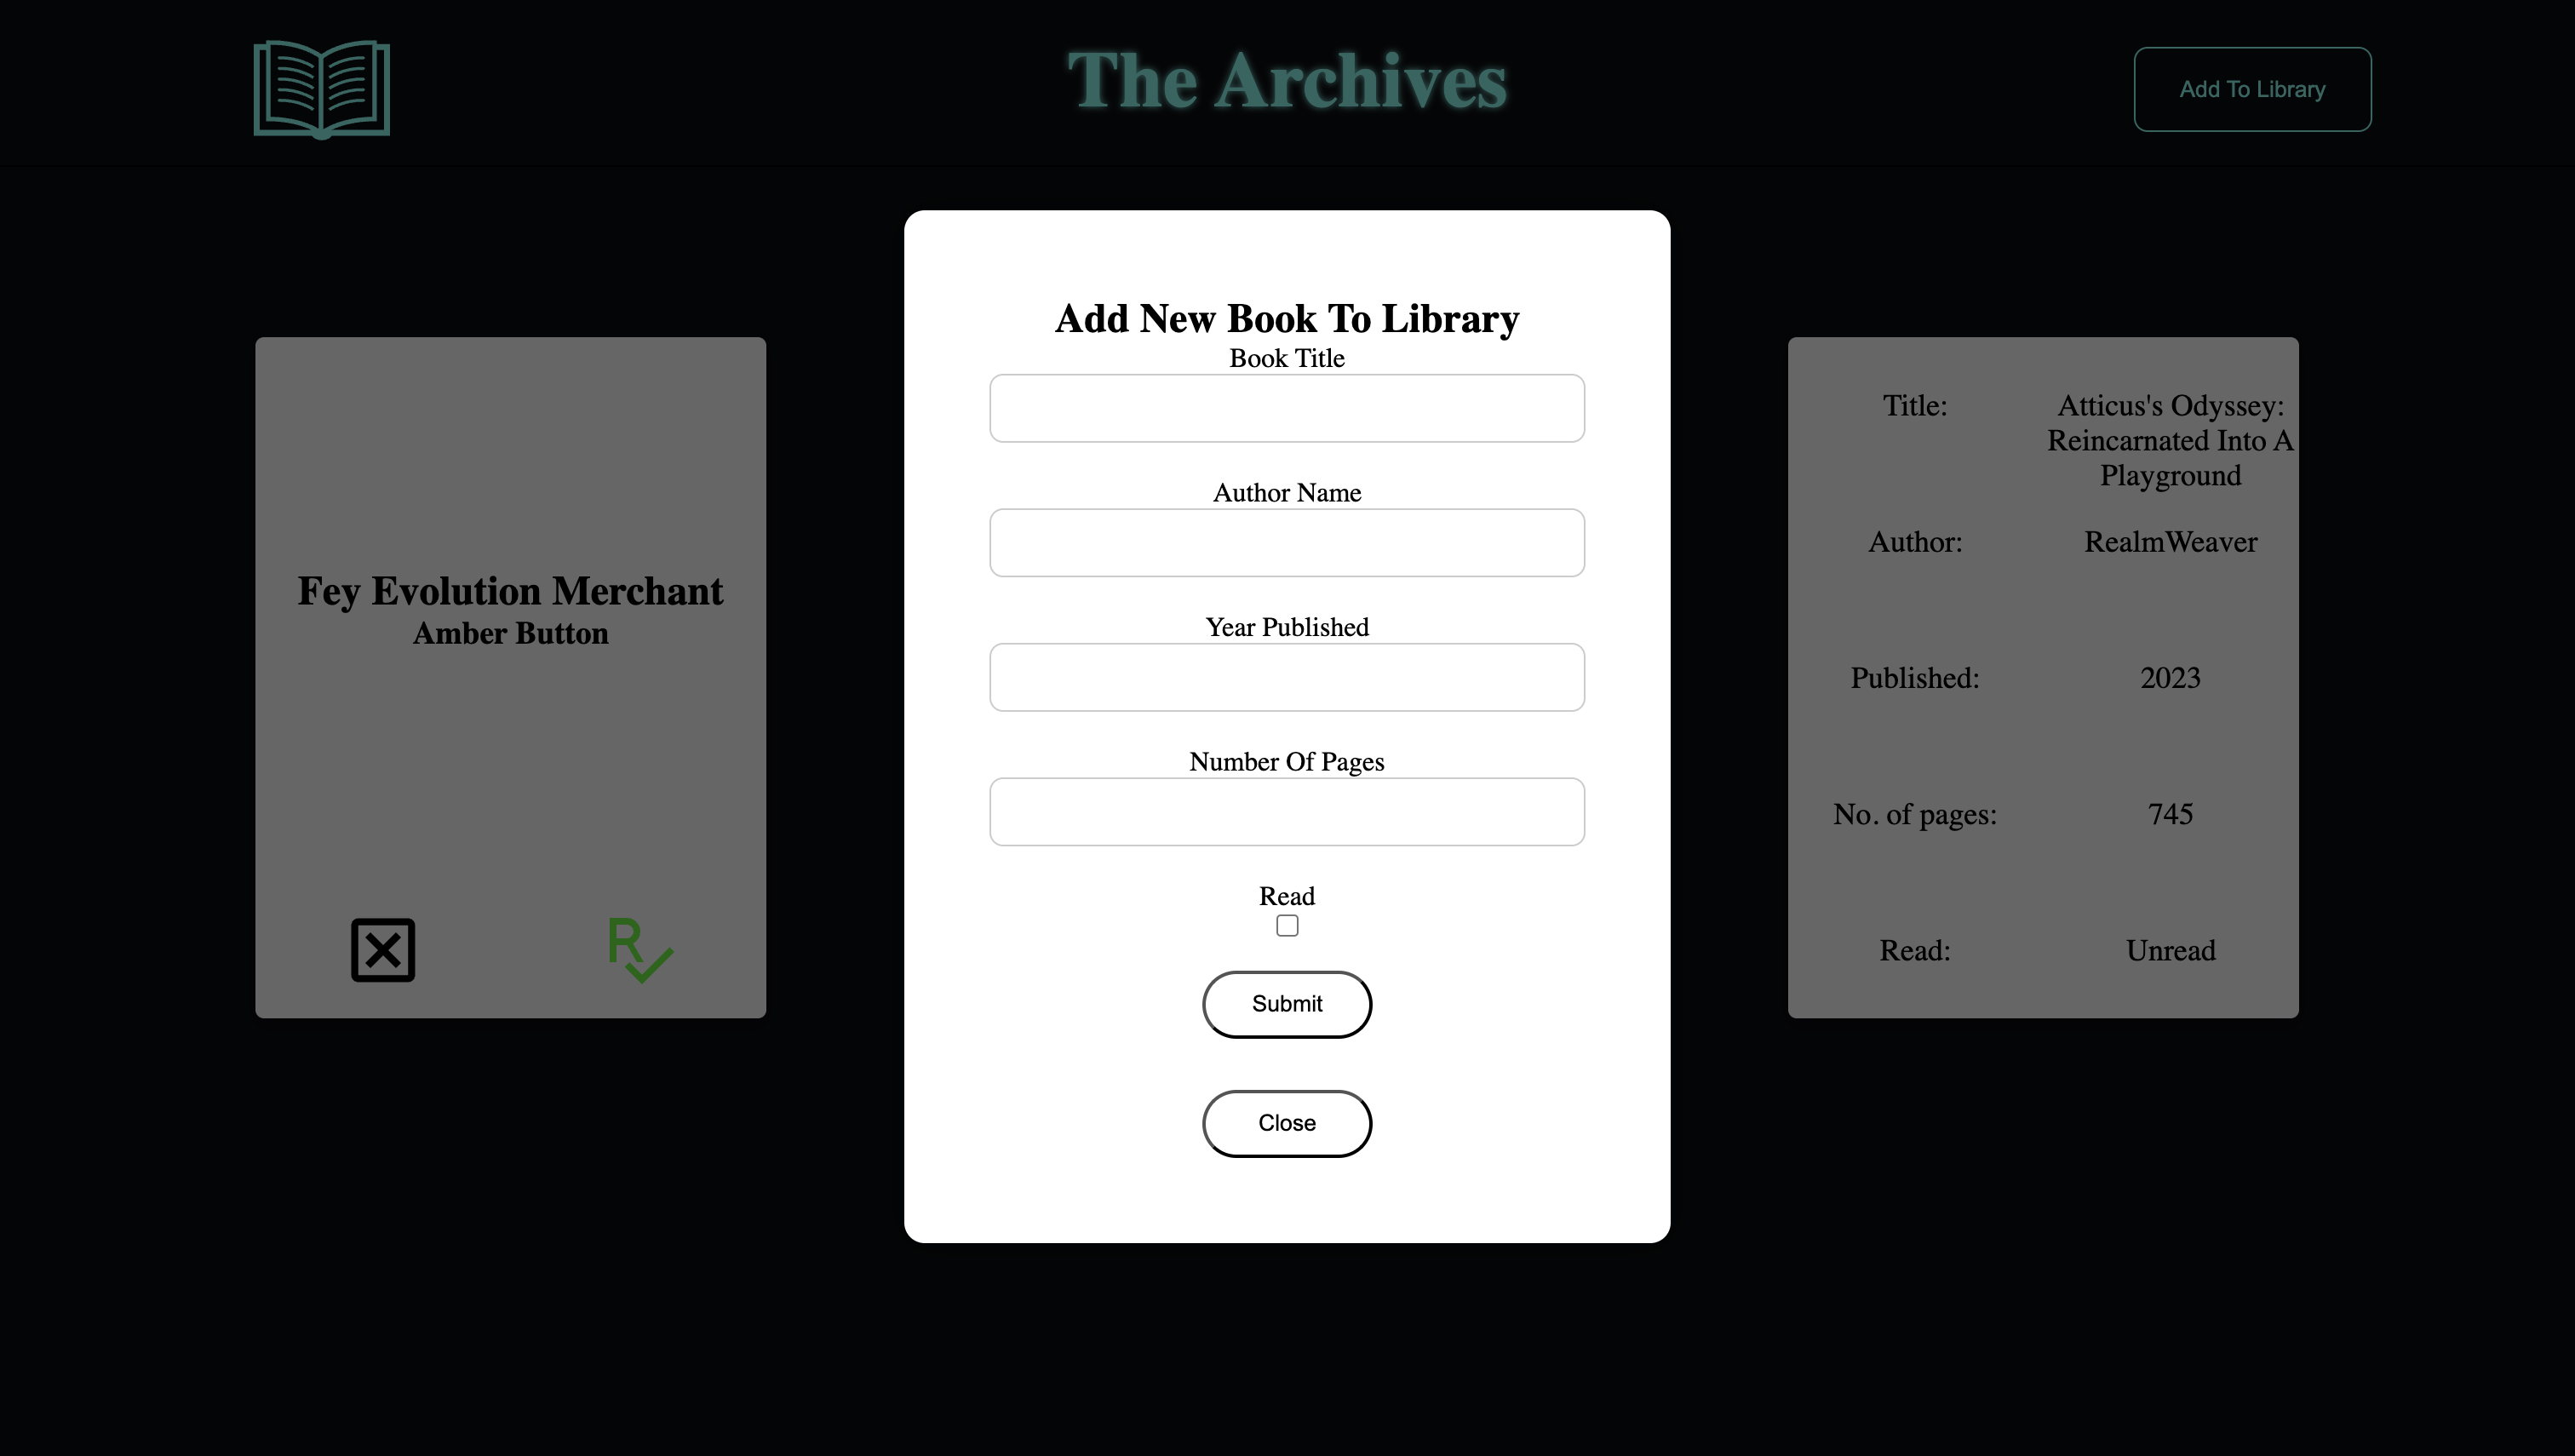 The Archives
Add To Library
Fey Evolution Merchant
Amber Button
Add New Book To Library
Book Title
Author Name
Year Published
Number Of Pages
Read
Submit
Close
Title: Atticus's Odyssey:
Reincarnated Into A
Playground
Author: RealmWeaver
Published: 2023
No. of pages: 745
Read: Unread